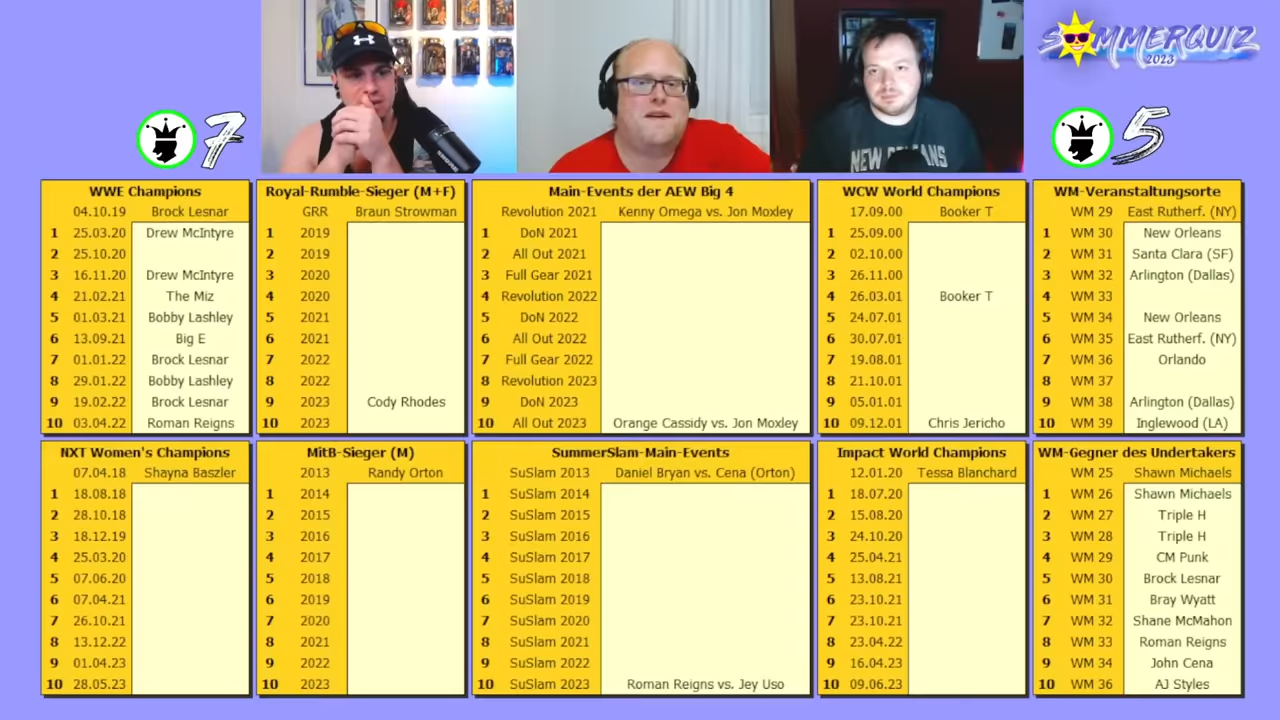 SOMMERQUIZ
2023
7
5
NEW ORLEANS
WWE Champions
04.10.19 Brock Lesnar
1 25.03.20 Drew McIntyre
2 25.10.20
3 16.11.20 Drew McIntyre
4 21.02.21 The Miz
5 01.03.21 Bobby Lashley
6 13.09.21 Big E
7 01.01.22 Brock Lesnar
8 29.01.22 Bobby Lashley
9 19.02.22 Brock Lesnar
10 03.04.22 Roman Reigns
Royal-Rumble-Sieger (M+F)
GRR Braun Strowman
1 2019
2 2019
3 2020
4 2020
5 2021
6 2021
7 2022
8 2022
9 2023 Cody Rhodes
10 2023
Main-Events der AEW Big 4
Revolution 2021 Kenny Omega vs. Jon Moxley
1 DoN 2021
2 All Out 2021
3 Full Gear 2021
4 Revolution 2022
5 DoN 2022
6 All Out 2022
7 Full Gear 2022
8 Revolution 2023
9 DoN 2023
10 All Out 2023 Orange Cassidy vs. Jon Moxley
WCW World Champions
17.09.00 Booker T
1 25.09.00
2 02.10.00
3 26.11.00
4 26.03.01 Booker T
5 24.07.01
6 30.07.01
7 19.08.01
8 21.10.01
9 05.01.01
10 09.12.01 Chris Jericho
WM-Veranstaltungsorte
WM 29 East Rutherf. (NY)
1 WM 30 New Orleans
2 WM 31 Santa Clara (SF)
3 WM 32 Arlington (Dallas)
4 WM 33
5 WM 34 New Orleans
6 WM 35 East Rutherf. (NY)
7 WM 36 Orlando
8 WM 37
9 WM 38 Arlington (Dallas)
10 WM 39 Inglewood (LA)
NXT Women's Champions
07.04.18 Shayna Baszler
1 18.08.18
2 28.10.18
3 18.12.19
4 25.03.20
5 07.06.20
6 07.04.21
7 26.10.21
8 13.12.22
9 01.04.23
10 28.05.23
MitB-Sieger (M)
2013 Randy Orton
1 2014
2 2015
3 2016
4 2017
5 2018
6 2019
7 2020
8 2021
9 2022
10 2023
SummerSlam-Main-Events
SuSlam 2013 Daniel Bryan vs. Cena (Orton)
1 SuSlam 2014
2 SuSlam 2015
3 SuSlam 2016
4 SuSlam 2017
5 SuSlam 2018
6 SuSlam 2019
7 SuSlam 2020
8 SuSlam 2021
9 SuSlam 2022
10 SuSlam 2023 Roman Reigns vs. Jey Uso
Impact World Champions
12.01.20 Tessa Blanchard
1 18.07.20
2 15.08.20
3 24.10.20
4 25.04.21
5 13.08.21
6 23.10.21
7 23.10.21
8 23.04.22
9 16.04.23
10 09.06.23
WM-Gegner des Undertakers
WM 25 Shawn Michaels
1 WM 26 Shawn Michaels
2 WM 27 Triple H
3 WM 28 Triple H
4 WM 29 CM Punk
5 WM 30 Brock Lesnar
6 WM 31 Bray Wyatt
7 WM 32 Shane McMahon
8 WM 33 Roman Reigns
9 WM 34 John Cena
10 WM 36 AJ Styles